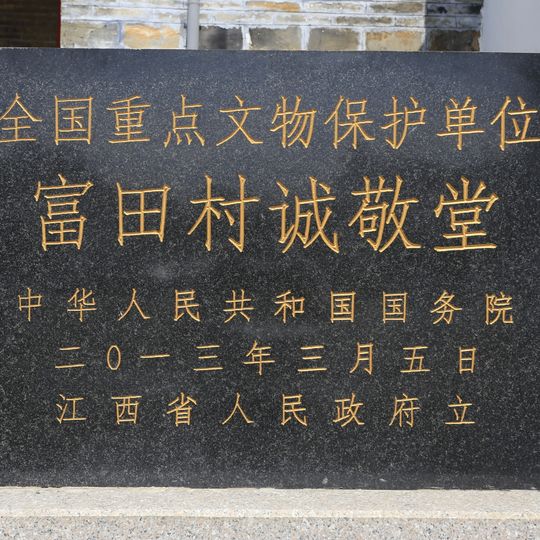 全国重点文物保护单位
富田村诚敬堂
中华人民共和国国务院
二〇一三年三月五日
江西省人民政府立